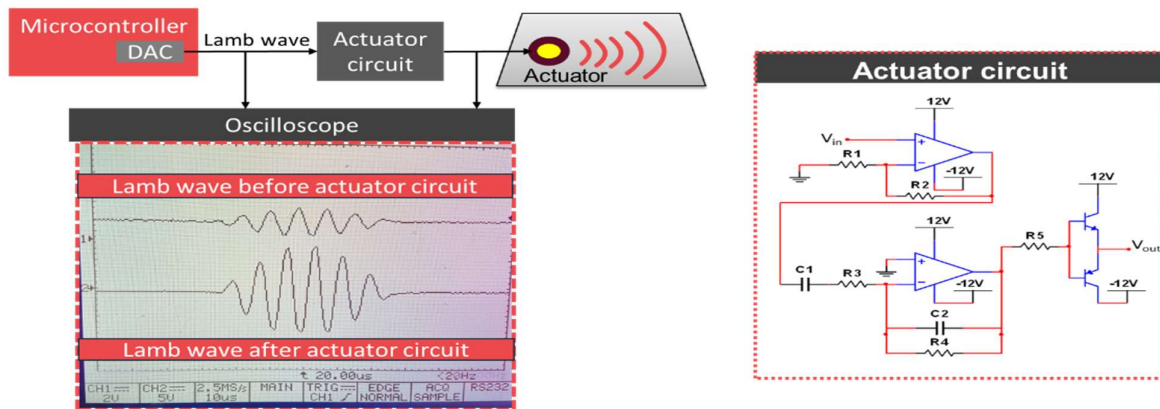 Microcontroller
DAC
Lamb wave
Actuator
circuit
Actuator
Oscilloscope
Lamb wave before actuator circuit
1
2
Lamb wave after actuator circuit
20.00us
<20Hz
CH1
2V
CH2
5V
2.5MS/s
10us
MAIN
TRIG
CH1
EDGE
NORMAL
ACQ
SAMPLE
RS232
Actuator circuit
12V
Vin
R1
-12V
R2
12V
12V
R5
Vout
C1
R3
-12V
-12V
C2
R4